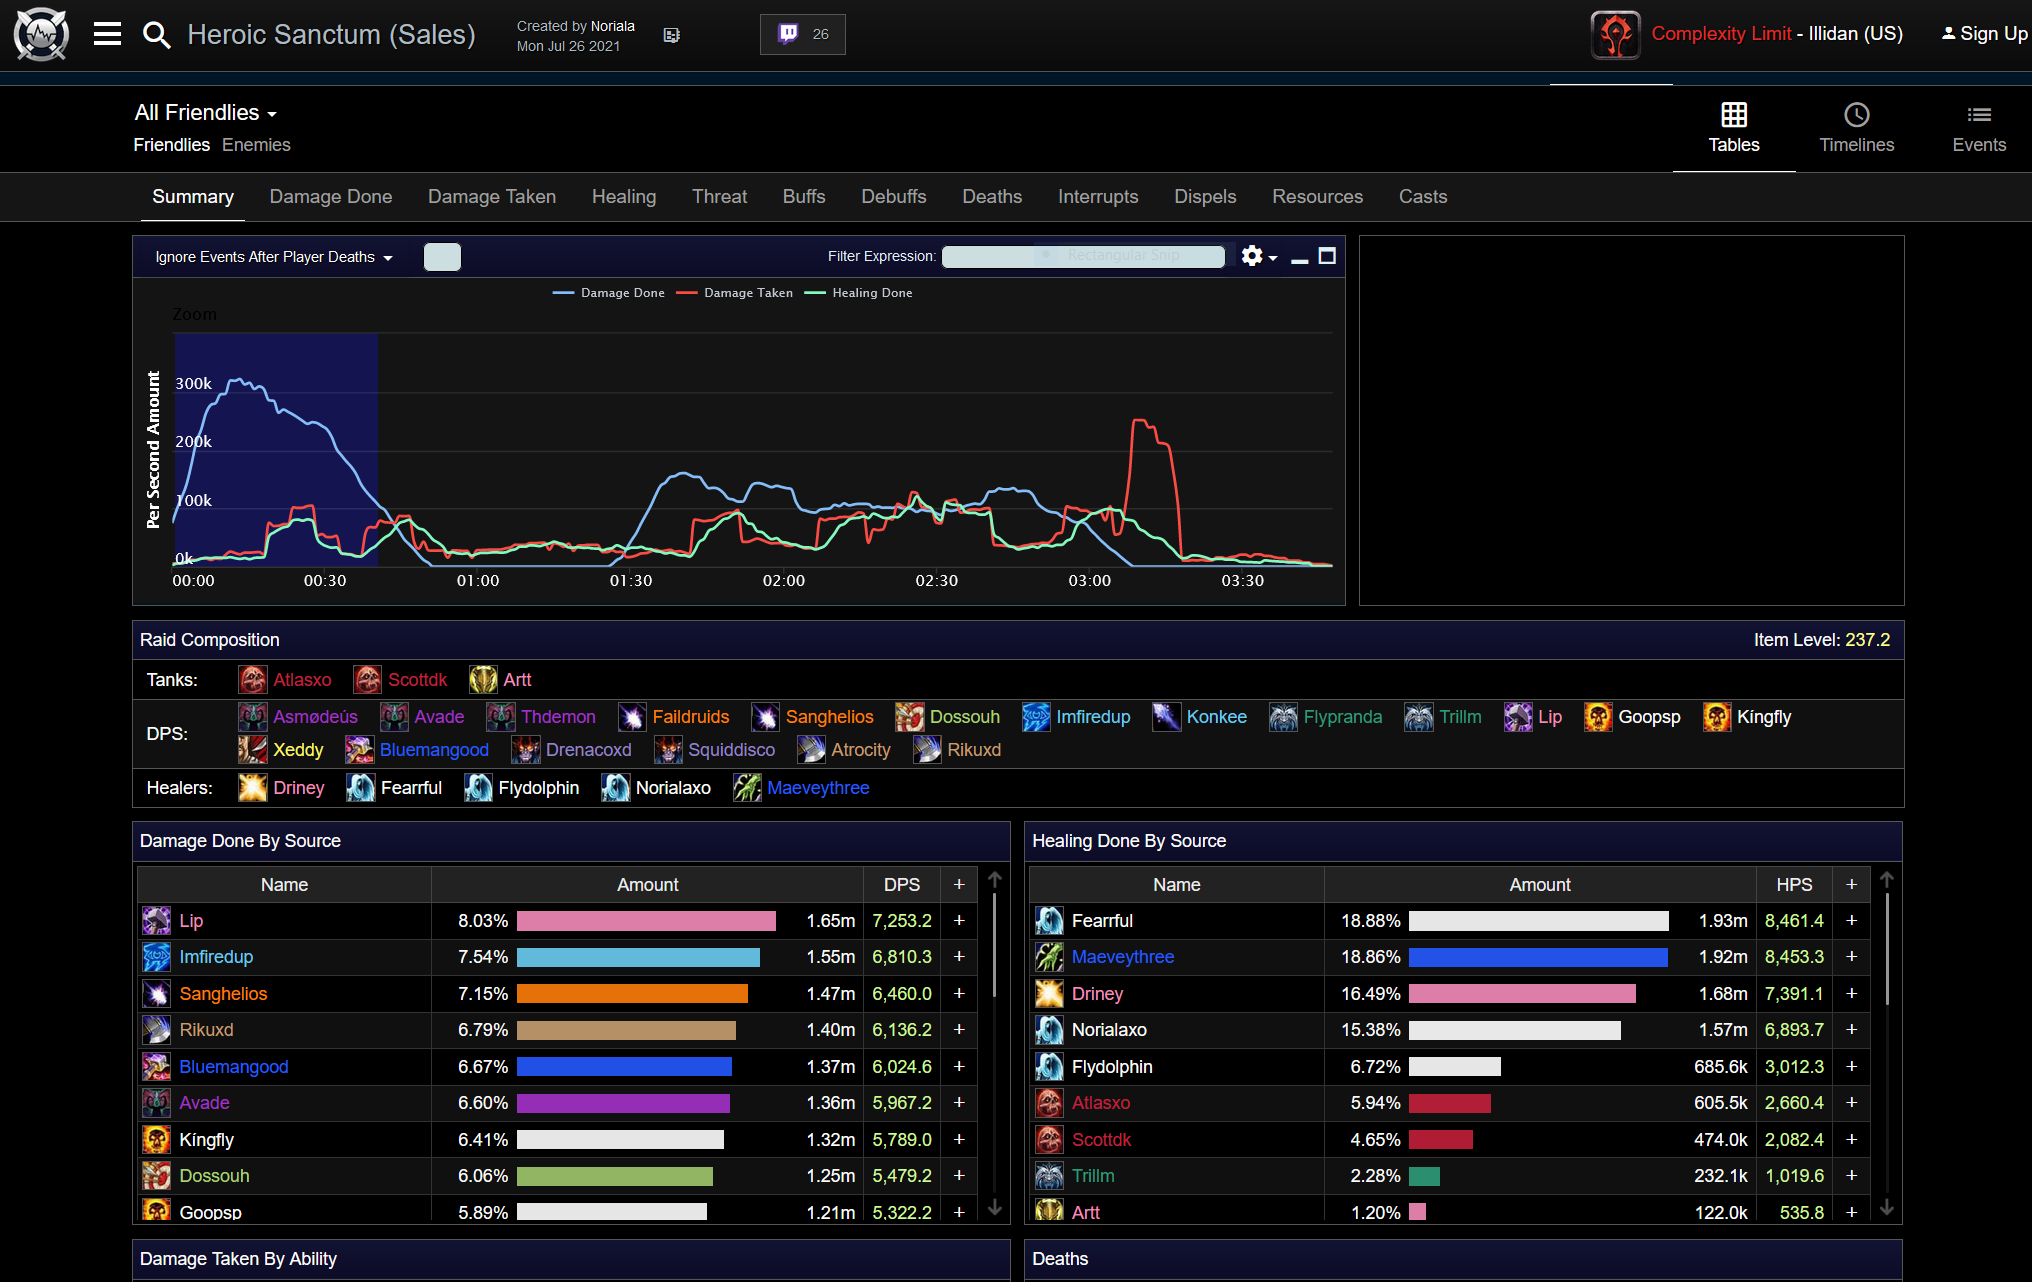 Heroic Sanctum (Sales)
Created by Noriala
Mon Jul 26 2021
26
Complexity Limit - Illidan (US)
Sign Up
All Friendlies
Friendlies Enemies
Tables Timelines Events
Summary Damage Done Damage Taken Healing Threat Buffs Debuffs Deaths Interrupts Dispels Resources Casts
Ignore Events After Player Deaths
Filter Expression:
Rectangular Snip
Damage Done Damage Taken Healing Done
Zoom
Per Second Amount
300k
200k
100k
0k
00:00 00:30 01:00 01:30 02:00 02:30 03:00 03:30
Raid Composition Item Level: 237.2
Tanks: Atlasxo Scottdk Artt
DPS: Asmødeús Avade Thdemon Faildruids Sanghelios Dossouh Imfiredup Konkee Flypranda Trillm Lip Goopsp Kíngfly
Xeddy Bluemangood Drenacoxd Squiddisco Atrocity Rikuxd
Healers: Driney Fearrful Flydolphin Norialaxo Maeveythree
Damage Done By Source
Name Amount DPS +
Lip 8.03% 1.65m 7,253.2 +
Imfiredup 7.54% 1.55m 6,810.3 +
Sanghelios 7.15% 1.47m 6,460.0 +
Rikuxd 6.79% 1.40m 6,136.2 +
Bluemangood 6.67% 1.37m 6,024.6 +
Avade 6.60% 1.36m 5,967.2 +
Kíngfly 6.41% 1.32m 5,789.0 +
Dossouh 6.06% 1.25m 5,479.2 +
Goopsp 5.89% 1.21m 5,322.2 +
Healing Done By Source
Name Amount HPS +
Fearrful 18.88% 1.93m 8,461.4 +
Maeveythree 18.86% 1.92m 8,453.3 +
Driney 16.49% 1.68m 7,391.1 +
Norialaxo 15.38% 1.57m 6,893.7 +
Flydolphin 6.72% 685.6k 3,012.3 +
Atlasxo 5.94% 605.5k 2,660.4 +
Scottdk 4.65% 474.0k 2,082.4 +
Trillm 2.28% 232.1k 1,019.6 +
Artt 1.20% 122.0k 535.8 +
Damage Taken By Ability
Deaths